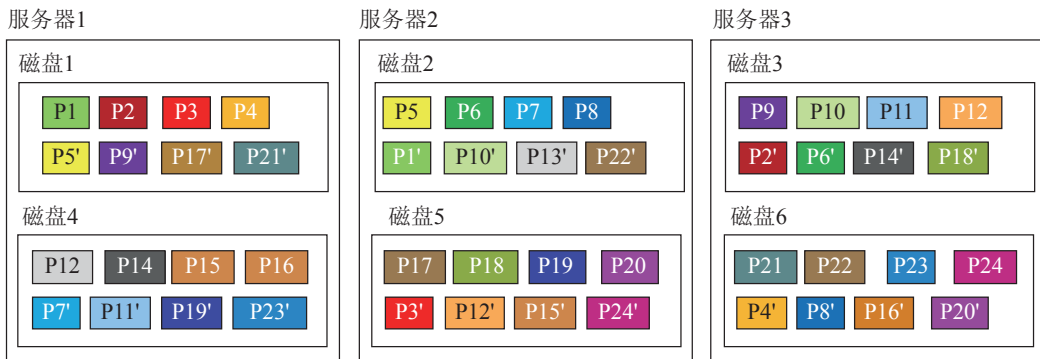 服务器1 服务器2 服务器3
磁盘1 磁盘2 磁盘3
P1 P2 P3 P4 P5 P6 P7 P8 P9 P10 P11 P12
P5' P9' P17' P21' P1' P10' P13' P22' P2' P6' P14' P18'
磁盘4 磁盘5 磁盘6
P12 P14 P15 P16 P17 P18 P19 P20 P21 P22 P23 P24
P7' P11' P19' P23' P3' P12' P15' P24' P4' P8' P16' P20'